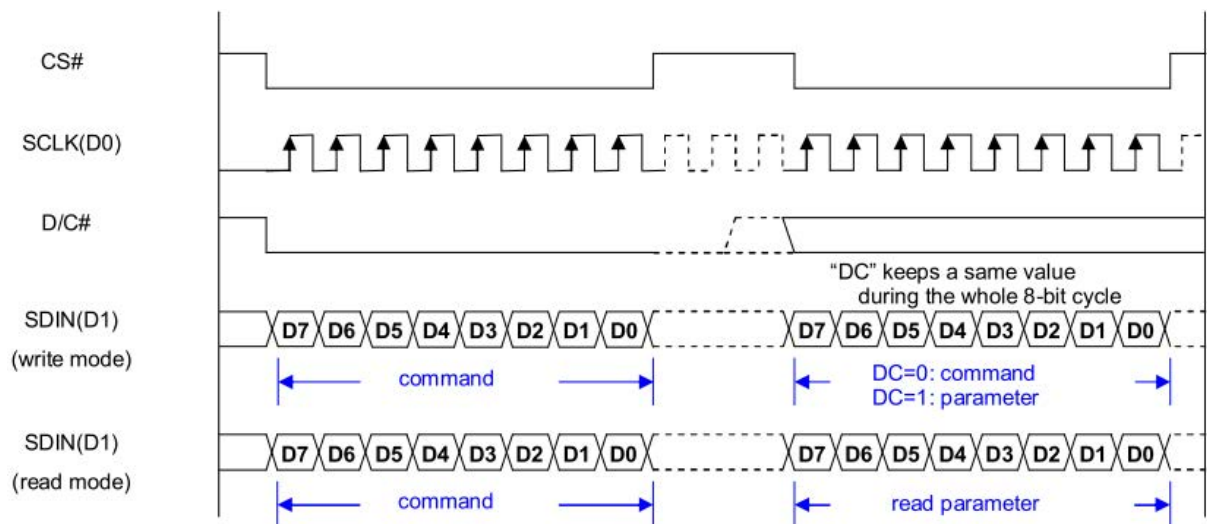 CS#
SCLK(D0)
D/C#
“DC” keeps a same value
during the whole 8-bit cycle
SDIN(D1)
(write mode)
D7 D6 D5 D4 D3 D2 D1 D0 D7 D6 D5 D4 D3 D2 D1 D0
command
DC=0: command
DC=1: parameter
SDIN(D1)
(read mode)
D7 D6 D5 D4 D3 D2 D1 D0 D7 D6 D5 D4 D3 D2 D1 D0
command
read parameter